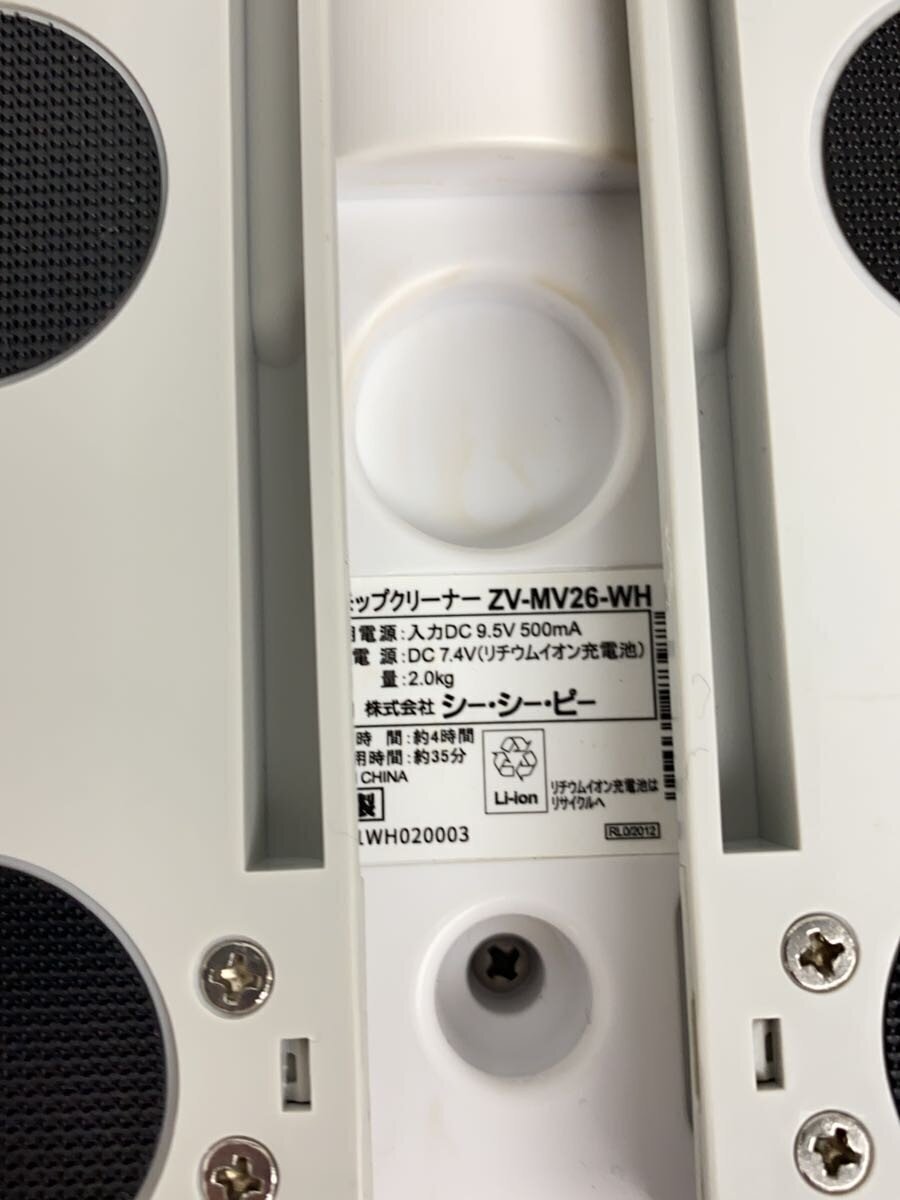 モップクリーナー ZV-MV26-WH
用電源:入力DC 9.5V 500mA
電 源:DC 7.4V(リチウムイオン充電池)
量:2.0kg
株式会社 シー・シー・ピー
時 間:約4時間
用時間:約35分
CHINA
製
Li-ion
リチウムイオン充電池は
リサイクルへ
1WH020003
RL0/2012